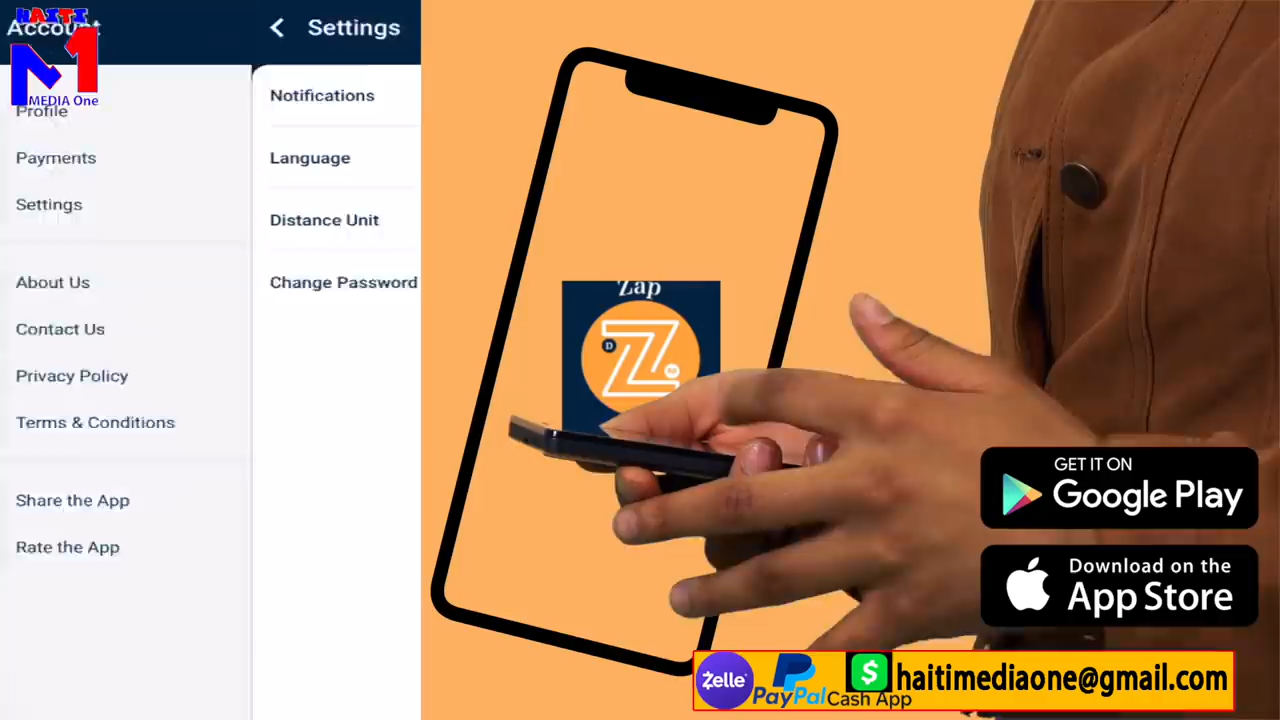 HAITI
M1
MEDIA One
Account
Profile
Payments
Settings
About Us
Contact Us
Privacy Policy
Terms & Conditions
Share the App
Rate the App
Settings
Notifications
Language
Distance Unit
Change Password
Zap
D
Z
GET IT ON
Google Play
Download on the
App Store
Zelle
PayPal
$
Cash App
haitimediaone@gmail.com